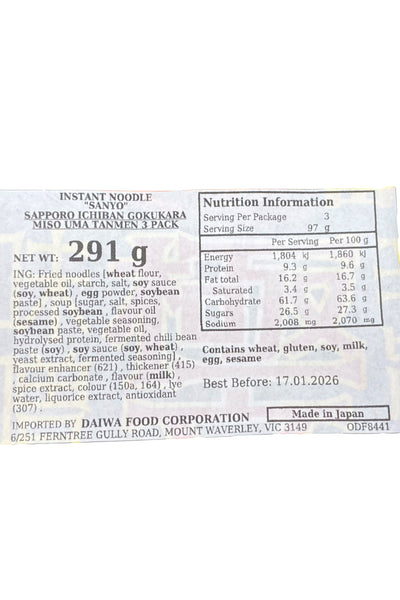 INSTANT NOODLE
"SANYO"
SAPPORO ICHIBAN GOKUKARA
MISO UMA TANMEN 3 PACK
NET WT: 291 g
ING: Fried noodles [wheat flour,
vegetable oil, starch, salt, soy sauce
(soy, wheat) , egg powder, soybean
paste] , soup [sugar, salt, spices,
processed soybean , flavour oil
(sesame) , vegetable seasoning,
soybean paste, vegetable oil,
hydrolysed protein, fermented chili bean
paste (soy) , soy sauce (soy, wheat) ,
yeast extract, fermented seasoning] ,
flavour enhancer (621) , thickener (415)
, calcium carbonate , flavour (milk) ,
spice extract, colour (150a, 164) , lye
water, liquorice extract, antioxidant
(307) .
Nutrition Information
Serving Per Package 3
Serving Size 97 g
Per Serving Per 100 g
Energy 1,804 kJ 1,860 kJ
Protein 9.3 g 9.6 g
Fat total 16.2 g 16.7 g
Saturated 3.4 g 3.5 g
Carbohydrate 61.7 g 63.6 g
Sugars 26.5 g 27.3 g
Sodium 2,008 mg 2,070 mg
Contains wheat, gluten, soy, milk,
egg, sesame
Best Before: 17.01.2026
Made in Japan
IMPORTED BY DAIWA FOOD CORPORATION
6/251 FERNTREE GULLY ROAD, MOUNT WAVERLEY, VIC 3149 ODF8441